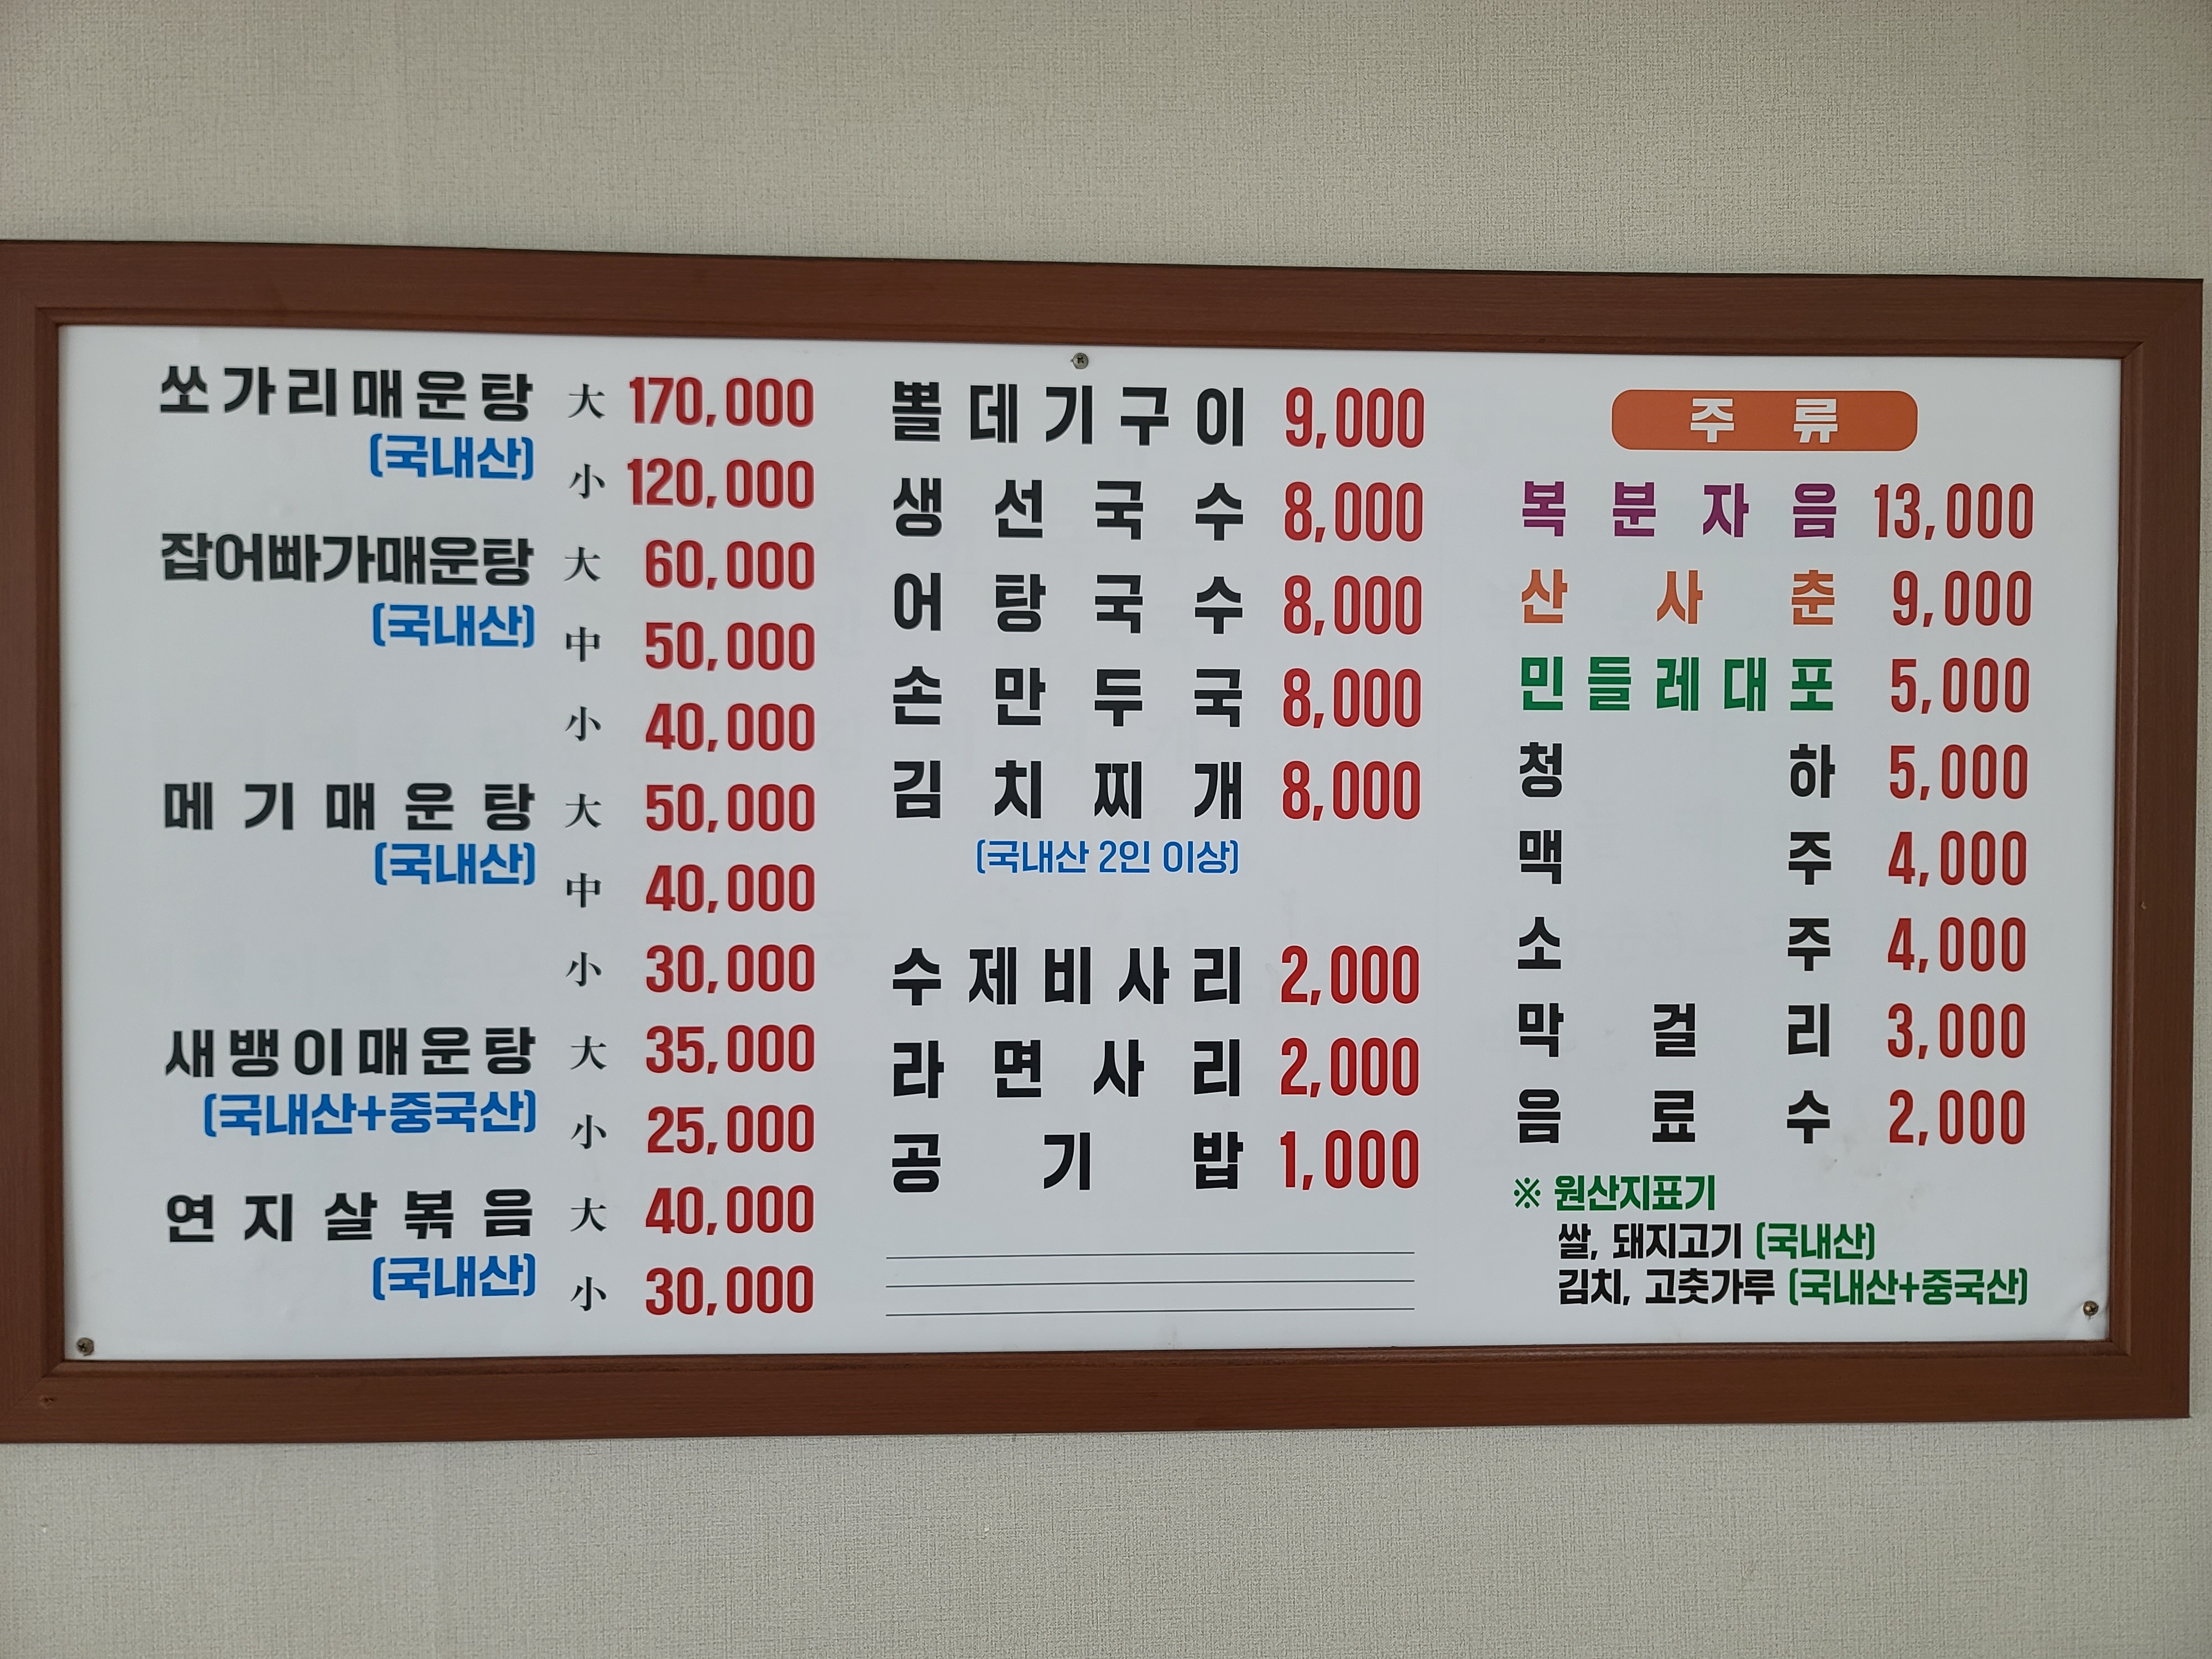 쏘가리매운탕 大 170,000
(국내산)
小 120,000
잡어빠가매운탕 大 60,000
(국내산)
中 50,000
小 40,000
메기매운탕 大 50,000
(국내산)
中 40,000
小 30,000
새뱅이매운탕 大 35,000
(국내산+중국산)
小 25,000
연지살볶음 大 40,000
(국내산)
小 30,000
뽈데기구이 9,000
생선국수 8,000
어탕국수 8,000
손만두국 8,000
김치찌개 8,000
(국내산 2인 이상)
수제비사리 2,000
라면사리 2,000
공기밥 1,000
주류
복분자음 13,000
산사춘 9,000
민들레대포 5,000
청하 5,000
맥주 4,000
소주 4,000
막걸리 3,000
음료수 2,000
※ 원산지표기
쌀, 돼지고기 (국내산)
김치, 고춧가루 (국내산+중국산)